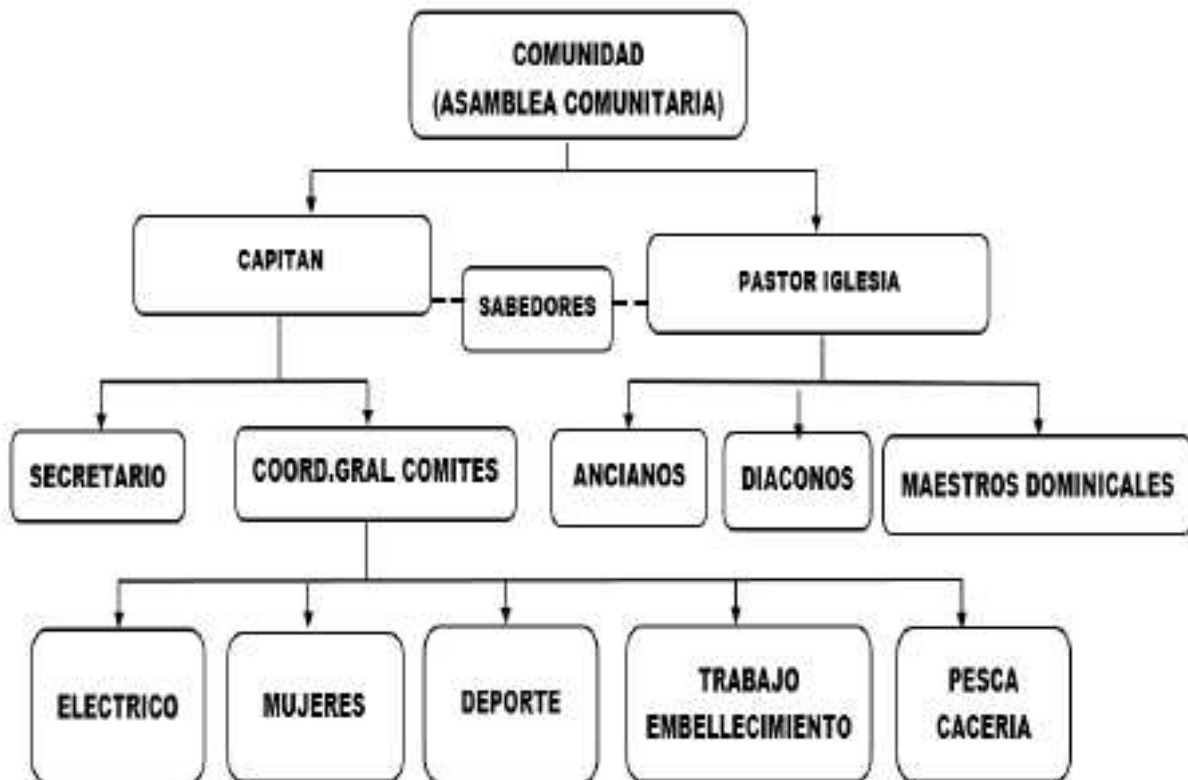 COMUNIDAD
(ASAMBLEA COMUNITARIA)
CAPITAN
SABEDORES
PASTOR IGLESIA
SECRETARIO
COORD.GRAL COMITES
ANCIANOS
DIACONOS
MAESTROS DOMINICALES
ELECTRICO
MUJERES
DEPORTE
TRABAJO
EMBELLECIMIENTO
PESCA
CACERIA